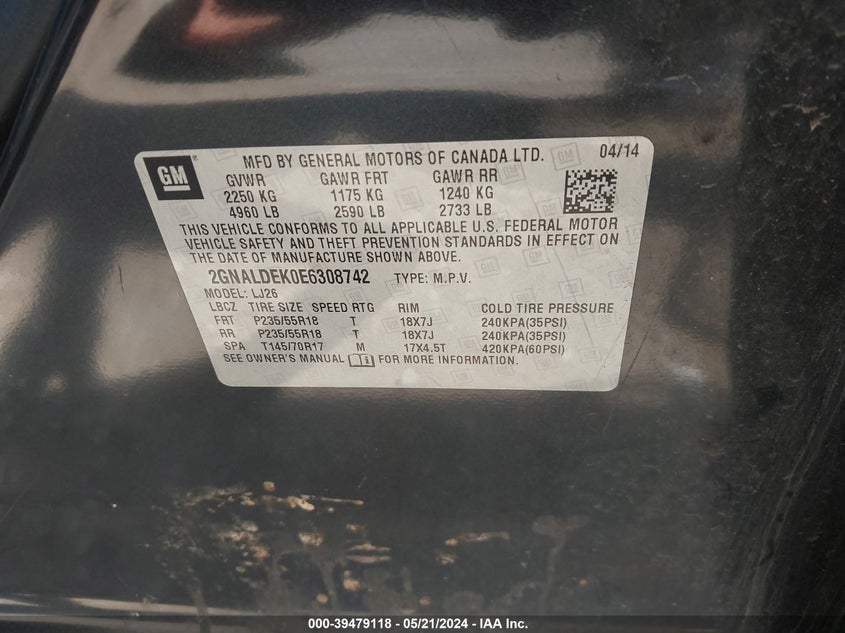 GM
MFD BY GENERAL MOTORS OF CANADA LTD. 04/14
GVWR GAWR FRT GAWR RR
2250 KG 1175 KG 1240 KG
4960 LB 2590 LB 2733 LB
THIS VEHICLE CONFORMS TO ALL APPLICABLE U.S. FEDERAL MOTOR
VEHICLE SAFETY AND THEFT PREVENTION STANDARDS IN EFFECT ON
THE DATE OF MANUFACTURE SHOWN ABOVE.
2GNALDEK0E6308742 TYPE: M.P.V.
MODEL: LJ26
LBCZ TIRE SIZE SPEED RTG RIM COLD TIRE PRESSURE
FRT P235/55R18 T 18X7J 240KPA(35PSI)
RR P235/55R18 T 18X7J 240KPA(35PSI)
SPA T145/70R17 M 17X4.5T 420KPA(60PSI)
SEE OWNER'S MANUAL FOR MORE INFORMATION.
000-39479118 - 05/21/2024 - IAA Inc.